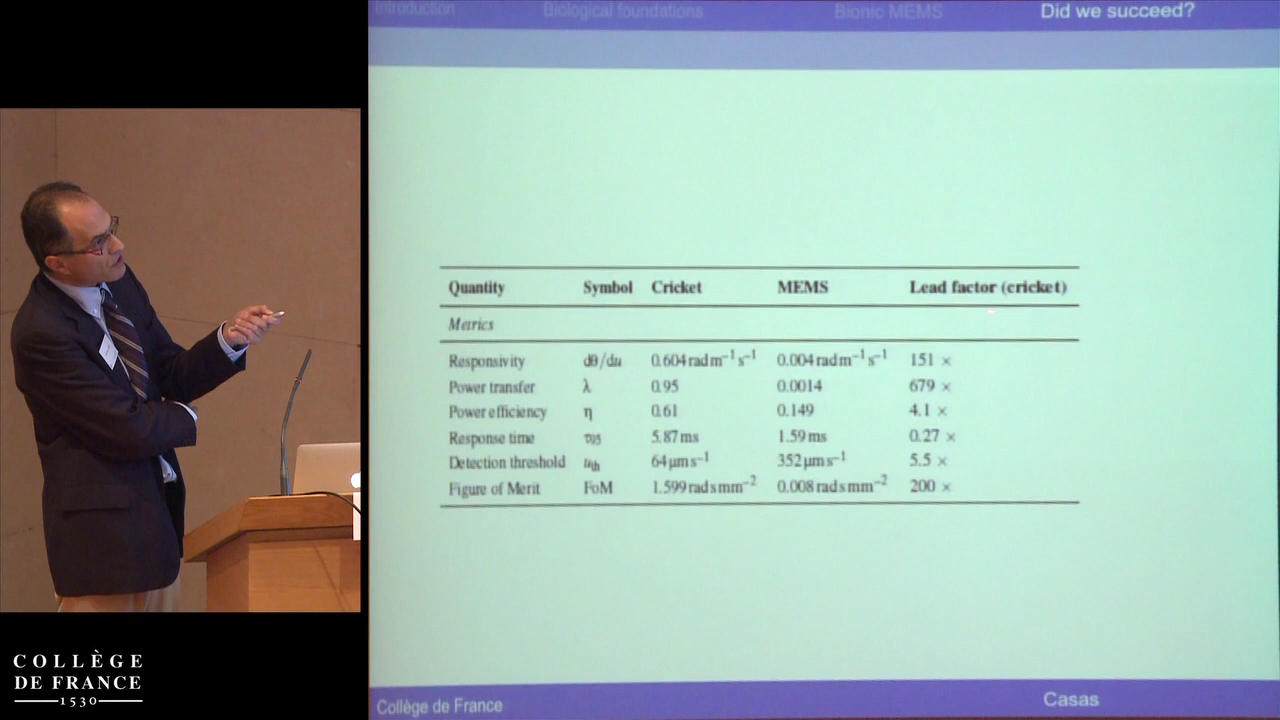 Introduction Biological foundations Bionic MEMS Did we succeed?
Quantity Symbol Cricket MEMS Lead factor (cricket)
Metrics
Responsivity dθ/du 0.604 rad m⁻¹ s⁻¹ 0.004 rad m⁻¹ s⁻¹ 151 ×
Power transfer λ 0.95 0.0014 679 ×
Power efficiency η 0.61 0.149 4.1 ×
Response time 5.87 ms 1.59 ms 0.27 ×
Detection threshold u_th 64 μm s⁻¹ 352 μm s⁻¹ 5.5 ×
Figure of Merit FoM 1.599 rad s mm⁻² 0.008 rad s mm⁻² 200 ×
Collège de France Casas
COLLÈGE
DE FRANCE
1530